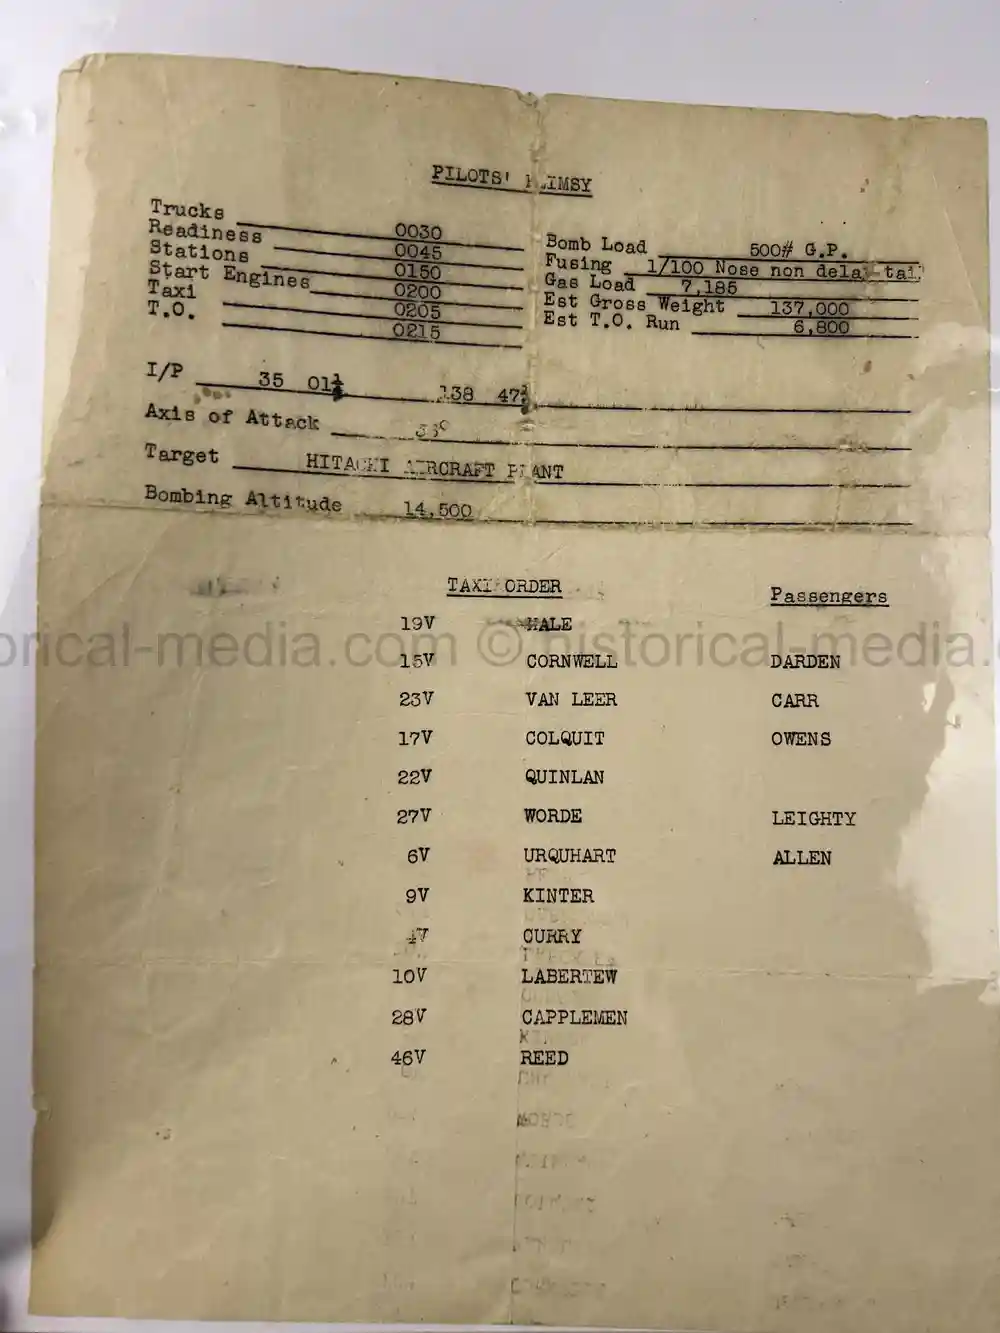 PILOTS' FLIMSY
Trucks 0030
Readiness 0045
Stations 0150
Start Engines 0200
Taxi 0205
T.O. 0215
Bomb Load 500# G.P.
Fusing 1/100 Nose non delay tail
Gas Load 7,185
Est Gross Weight 137,000
Est T.O. Run 6,800
I/P 35 01½ 138 47½
Axis of Attack
Target HITACHI AIRCRAFT PLANT
Bombing Altitude 14,500
TAXI ORDER Passengers
19V HALE
15V CORNWELL DARDEN
23V VAN LEER CARR
17V COLQUIT OWENS
22V QUINLAN
27V WORDE LEIGHTY
6V URQUHART ALLEN
9V KINTER
4V CURRY
10V LABERTEW
28V CAPPLEMEN
46V REED
orical-media.com © historical-media.